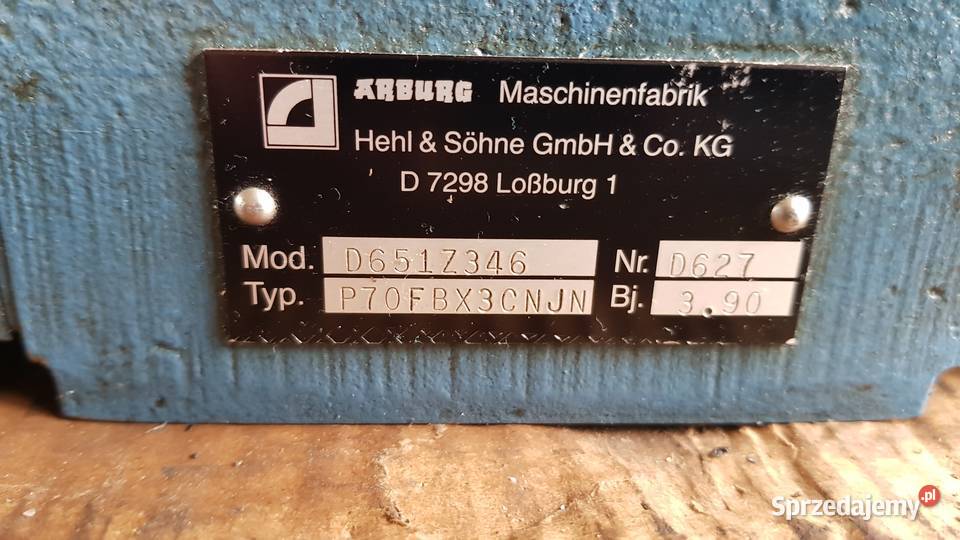 ARBURG Maschinenfabrik
Hehl & Söhne GmbH & Co. KG
D 7298 Loßburg 1
Mod. D651Z346 Nr. D627
Typ. P70FBX3CNJN Bj. 3.90
Sprzedajemy.pl